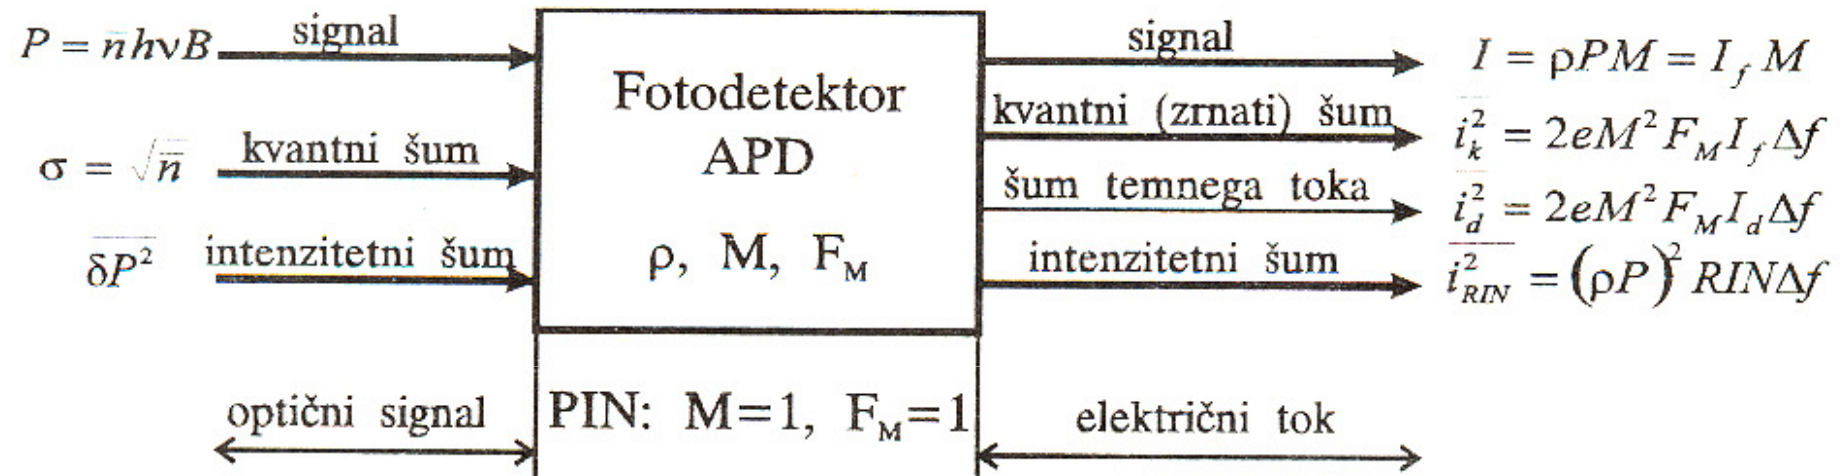 P = n̄hνB
signal
σ = √n̄
kvantni šum
δP²
intenzitetni šum
optični signal
Fotodetektor
APD
ρ, M, F_M
PIN: M=1, F_M=1
signal
I = ρPM = I_f M
kvantni (zrnati) šum
i_k² = 2eM²F_M I_f Δf
šum temnega toka
i_d² = 2eM²F_M I_d Δf
intenzitetni šum
i_RIN² = (ρP)² RINΔf
električni tok